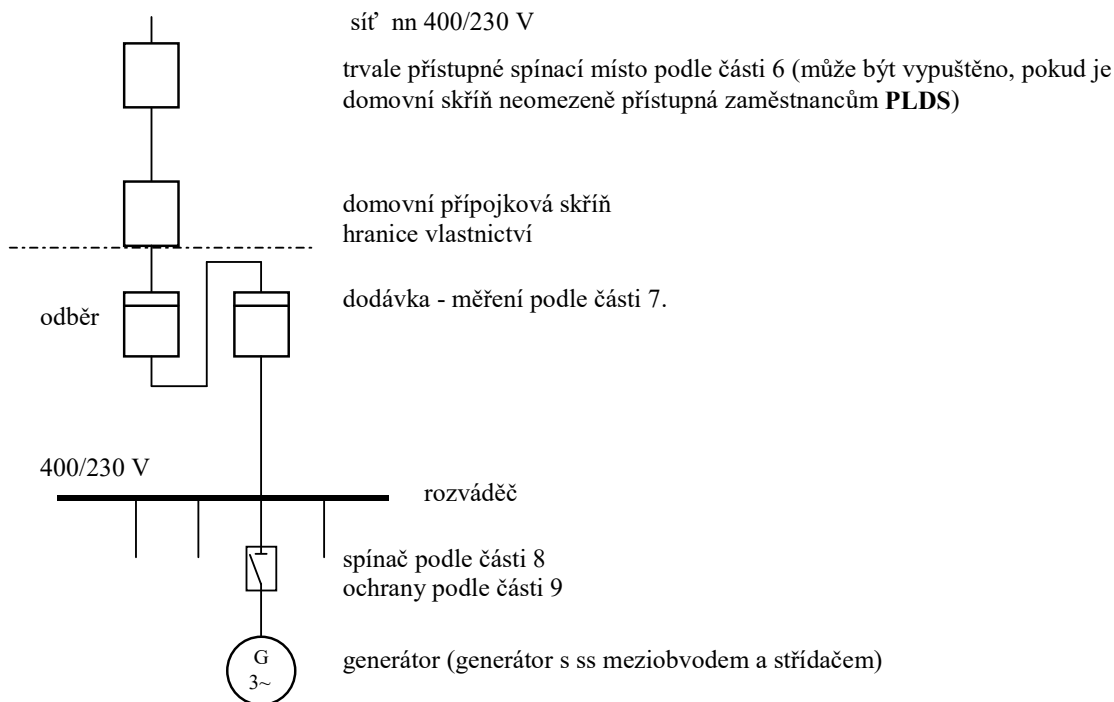 síť  nn 400/230 V
trvale přístupné spínací místo podle části 6 (může být vypuštěno, pokud je
domovní skříň neomezeně přístupná zaměstnancům PLDS)
domovní přípojková skříň
hranice vlastnictví
dodávka - měření podle části 7.
odběr
400/230 V
rozváděč
spínač podle části 8
ochrany podle části 9
G
3~
generátor (generátor s ss meziobvodem a střídačem)